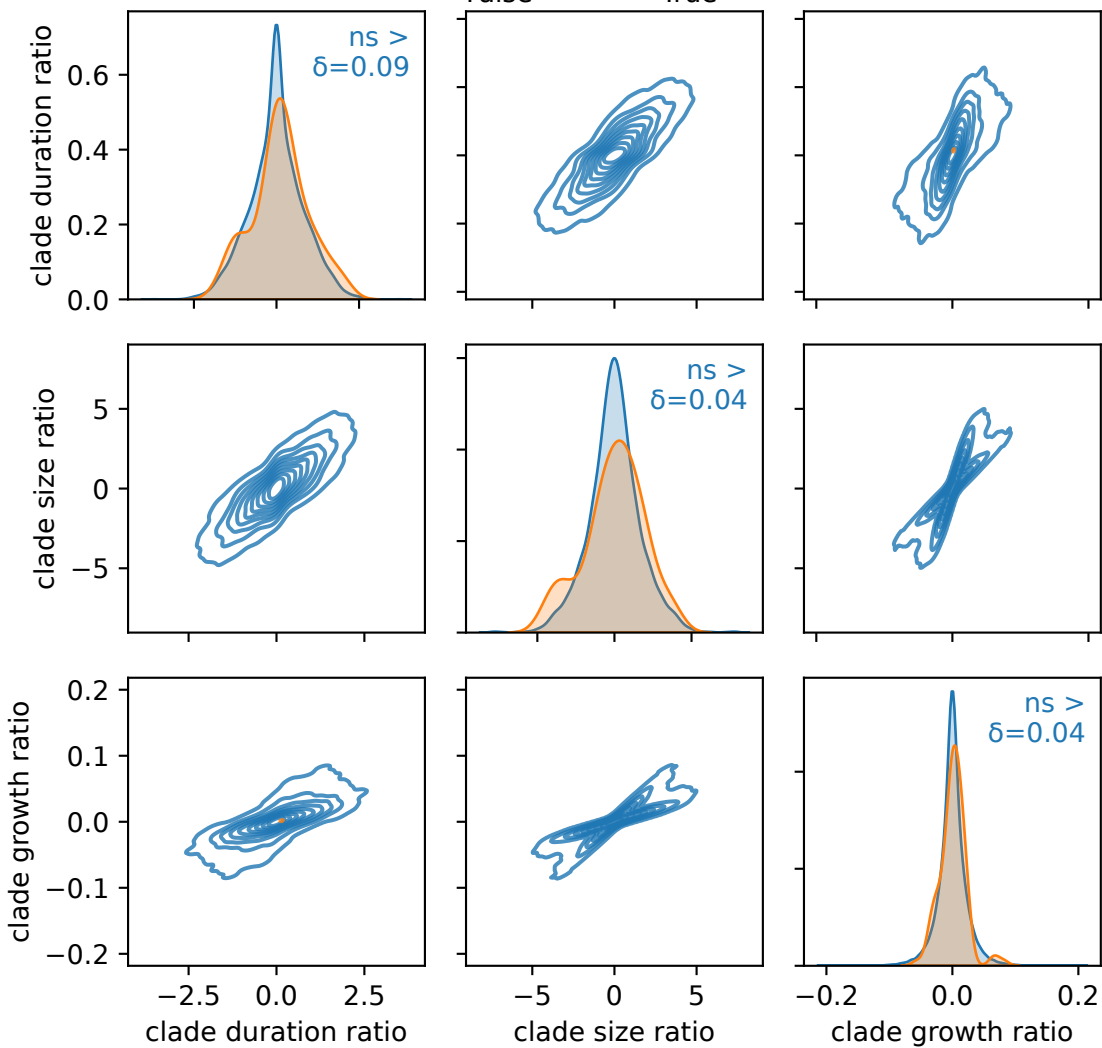 ns >
δ=0.09
clade duration ratio
0.6
0.4
0.2
0.0
ns >
δ=0.04
clade size ratio
5
0
−5
ns >
δ=0.04
clade growth ratio
0.2
0.1
0.0
−0.1
−0.2
−2.5 0.0 2.5
−5 0 5
−0.2 0.0 0.2
clade duration ratio
clade size ratio
clade growth ratio